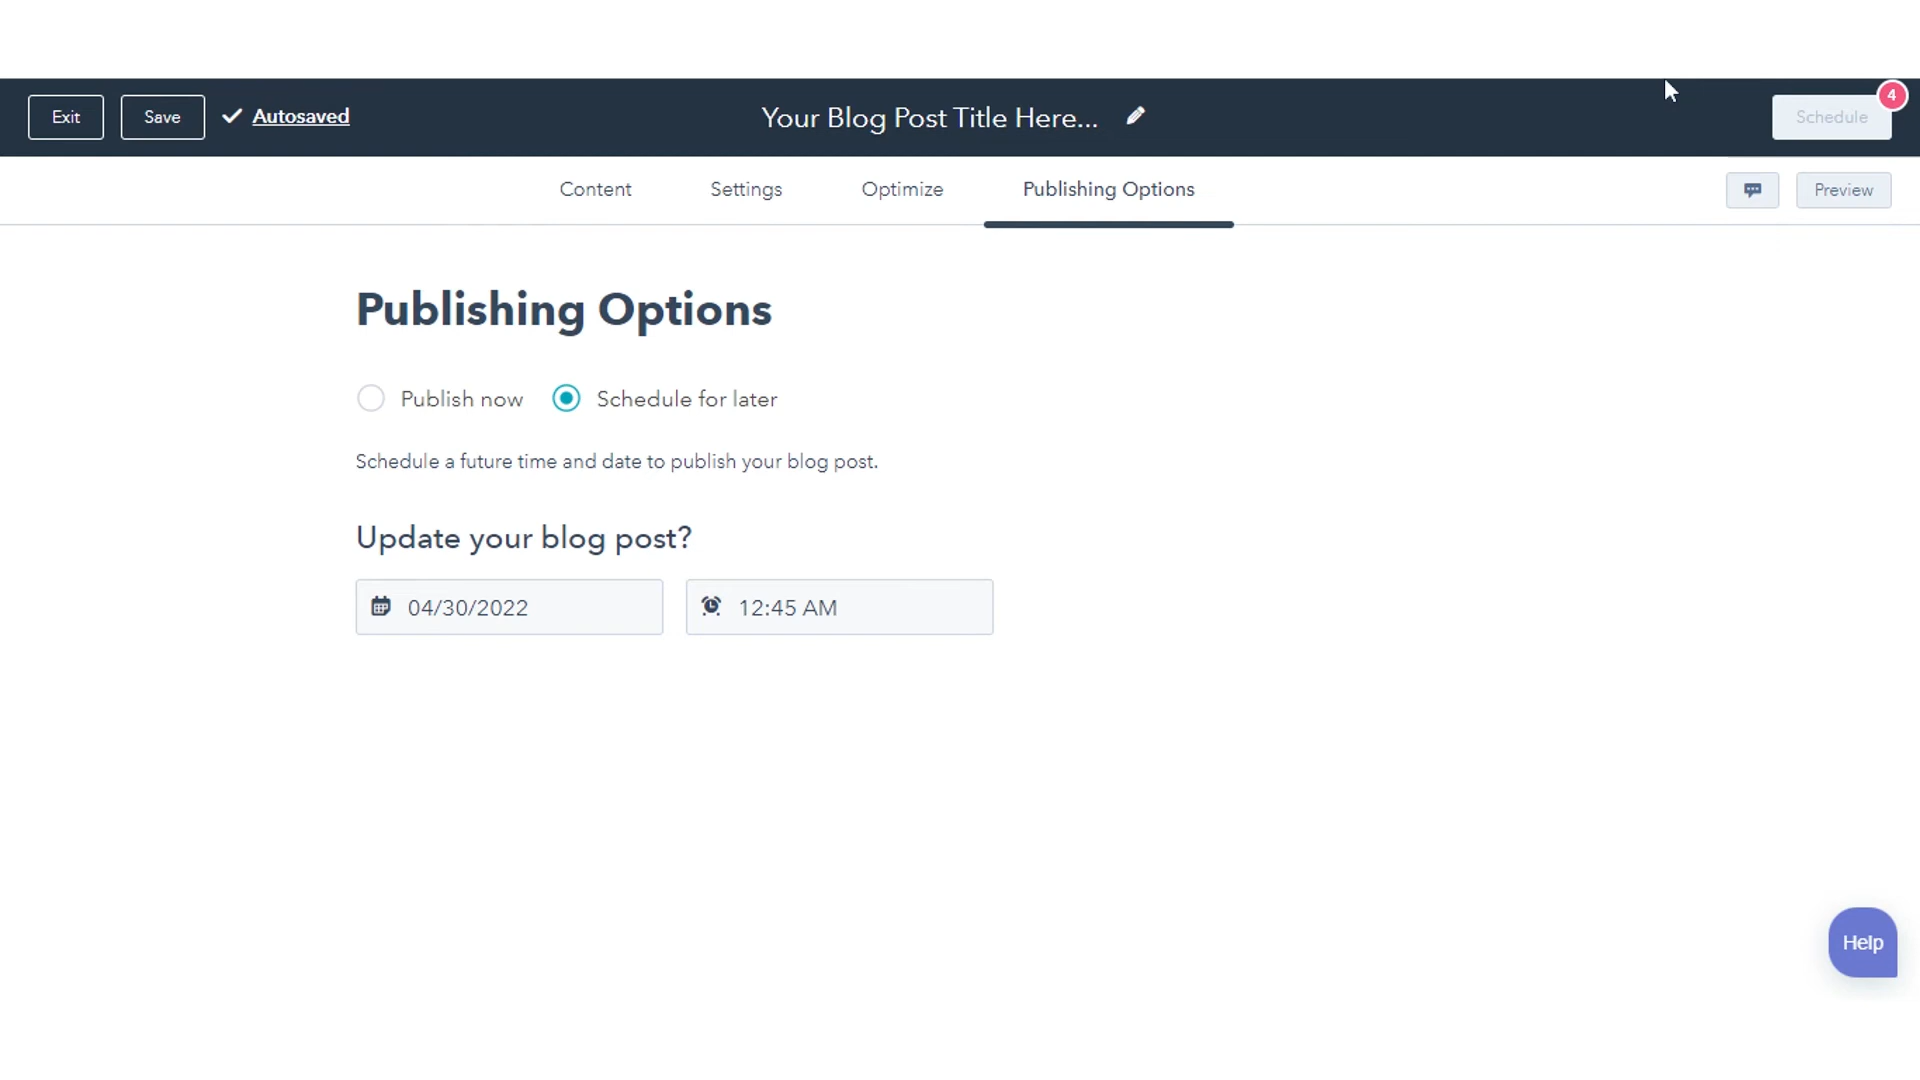 Exit Save Autosaved Your Blog Post Title Here... Schedule 4
Content Settings Optimize Publishing Options Preview
Publishing Options
Publish now Schedule for later
Schedule a future time and date to publish your blog post.
Update your blog post?
04/30/2022 12:45 AM
Help